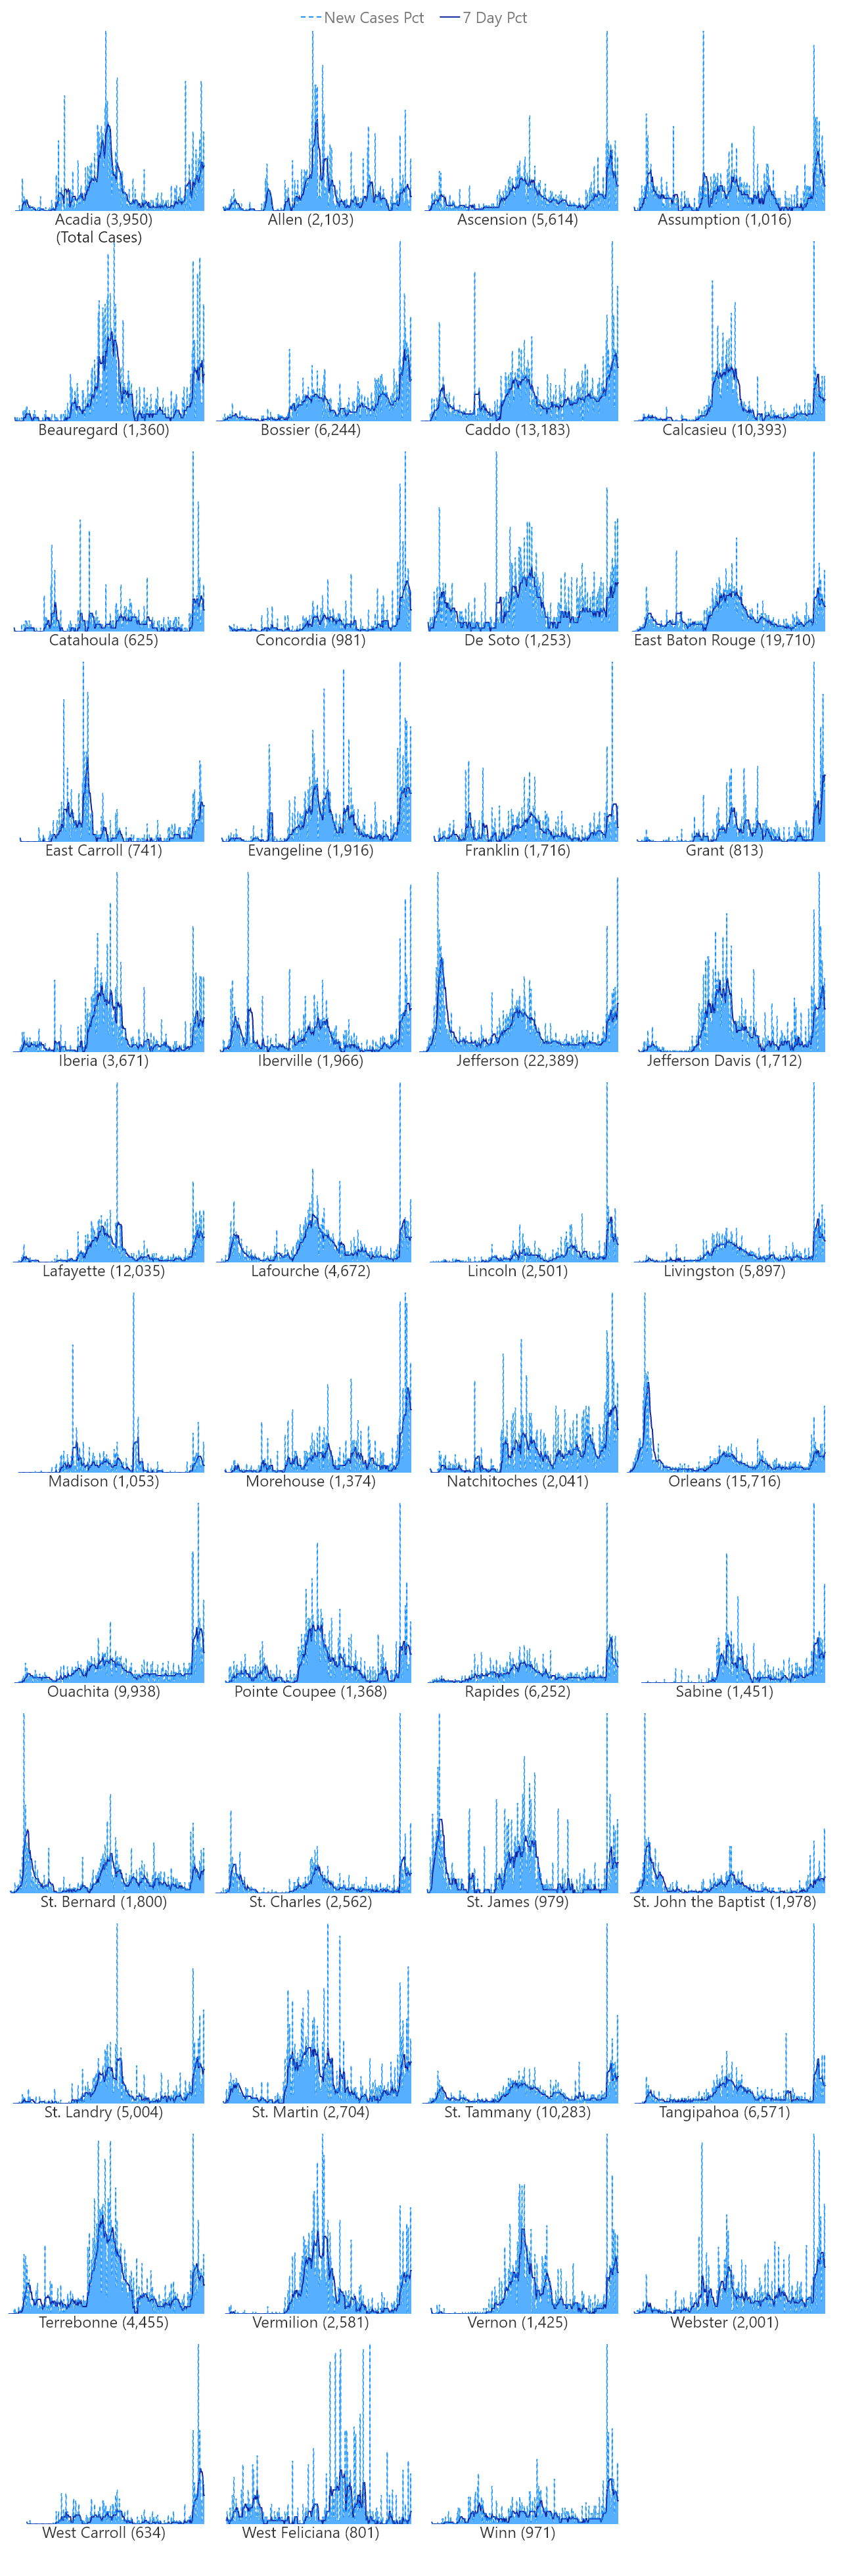 New Cases Pct 7 Day Pct
Acadia (3,950) Allen (2,103) Ascension (5,614) Assumption (1,016)
(Total Cases)
Beauregard (1,360) Bossier (6,244) Caddo (13,183) Calcasieu (10,393)
Catahoula (625) Concordia (981) De Soto (1,253) East Baton Rouge (19,710)
East Carroll (741) Evangeline (1,916) Franklin (1,716) Grant (813)
Iberia (3,671) Iberville (1,966) Jefferson (22,389) Jefferson Davis (1,712)
Lafayette (12,035) Lafourche (4,672) Lincoln (2,501) Livingston (5,897)
Madison (1,053) Morehouse (1,374) Natchitoches (2,041) Orleans (15,716)
Ouachita (9,938) Pointe Coupee (1,368) Rapides (6,252) Sabine (1,451)
St. Bernard (1,800) St. Charles (2,562) St. James (979) St. John the Baptist (1,978)
St. Landry (5,004) St. Martin (2,704) St. Tammany (10,283) Tangipahoa (6,571)
Terrebonne (4,455) Vermilion (2,581) Vernon (1,425) Webster (2,001)
West Carroll (634) West Feliciana (801) Winn (971)